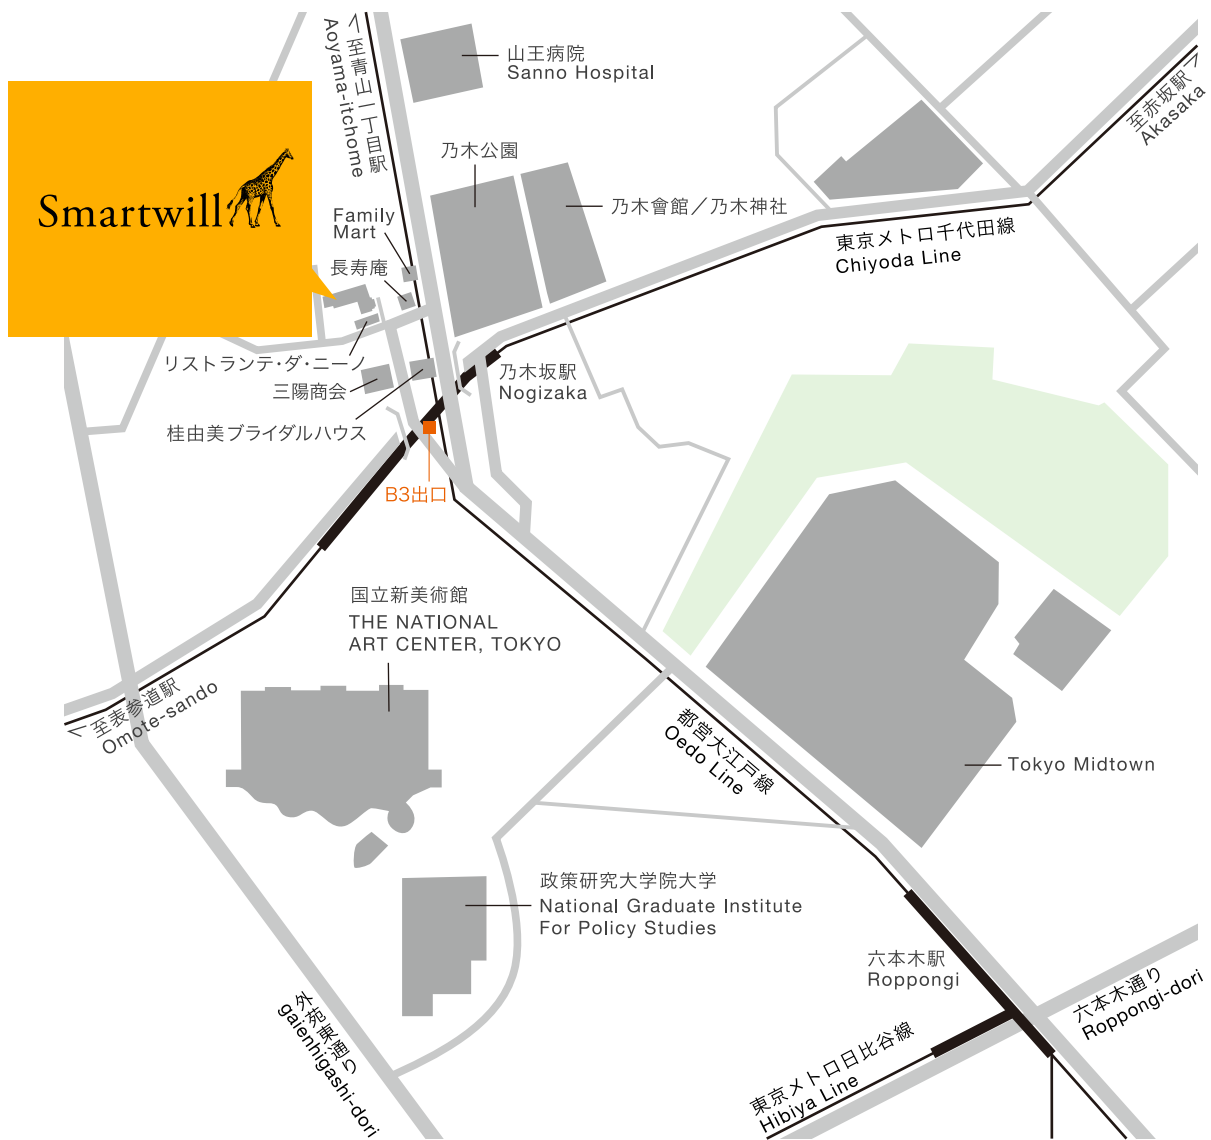 至青山一丁目駅
Aoyama-itchome
山王病院
Sanno Hospital
至赤坂駅
Akasaka
乃木公園
Smartwill
Family
Mart
乃木會館／乃木神社
東京メトロ千代田線
Chiyoda Line
長寿庵
リストランテ・ダ・ニーノ
三陽商会
桂由美ブライダルハウス
乃木坂駅
Nogizaka
B3出口
国立新美術館
THE NATIONAL
ART CENTER, TOKYO
至表参道駅
Omote-sando
都営大江戸線
Oedo Line
Tokyo Midtown
政策研究大学院大学
National Graduate Institute
For Policy Studies
六本木駅
Roppongi
六本木通り
Roppongi-dori
外苑東通り
gaienhigashi-dori
東京メトロ日比谷線
Hibiya Line